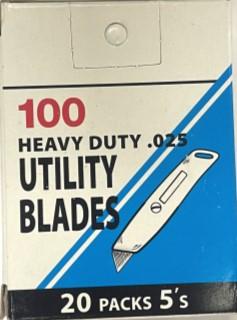 100
HEAVY DUTY .025
UTILITY
BLADES
20 PACKS 5's